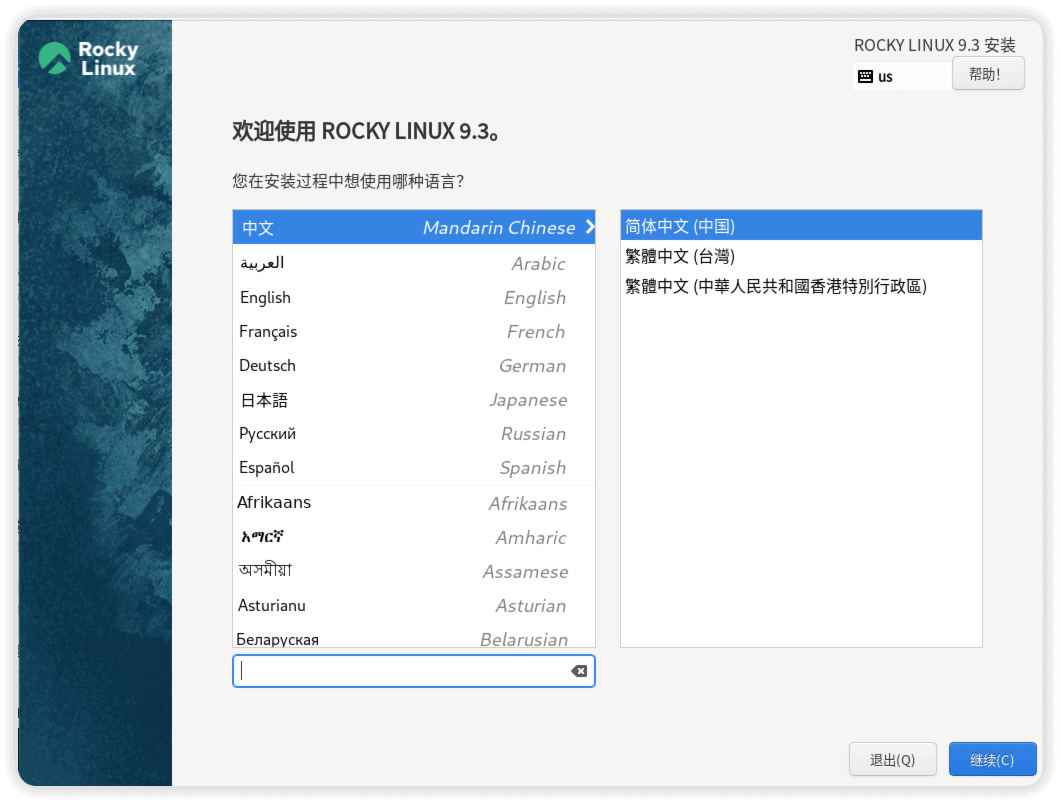 Rocky
Linux
ROCKY LINUX 9.3 安装
us
帮助!
欢迎使用 ROCKY LINUX 9.3。
您在安装过程中想使用哪种语言?
中文 Mandarin Chinese
العربية Arabic
English English
Français French
Deutsch German
日本語 Japanese
Русский Russian
Español Spanish
Afrikaans Afrikaans
አማርኛ Amharic
অসমীয়া Assamese
Asturianu Asturian
Беларуская Belarusian
简体中文 (中国)
繁體中文 (台灣)
繁體中文 (中華人民共和國香港特別行政區)
退出(Q)
继续(C)